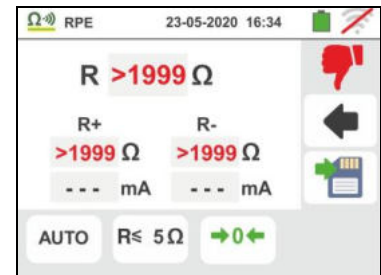 Ω RPE 23-05-2020 16:34
R >1999 Ω
R+ R-
>1999 Ω >1999 Ω
- - - mA - - - mA
AUTO R≤ 5Ω →0←